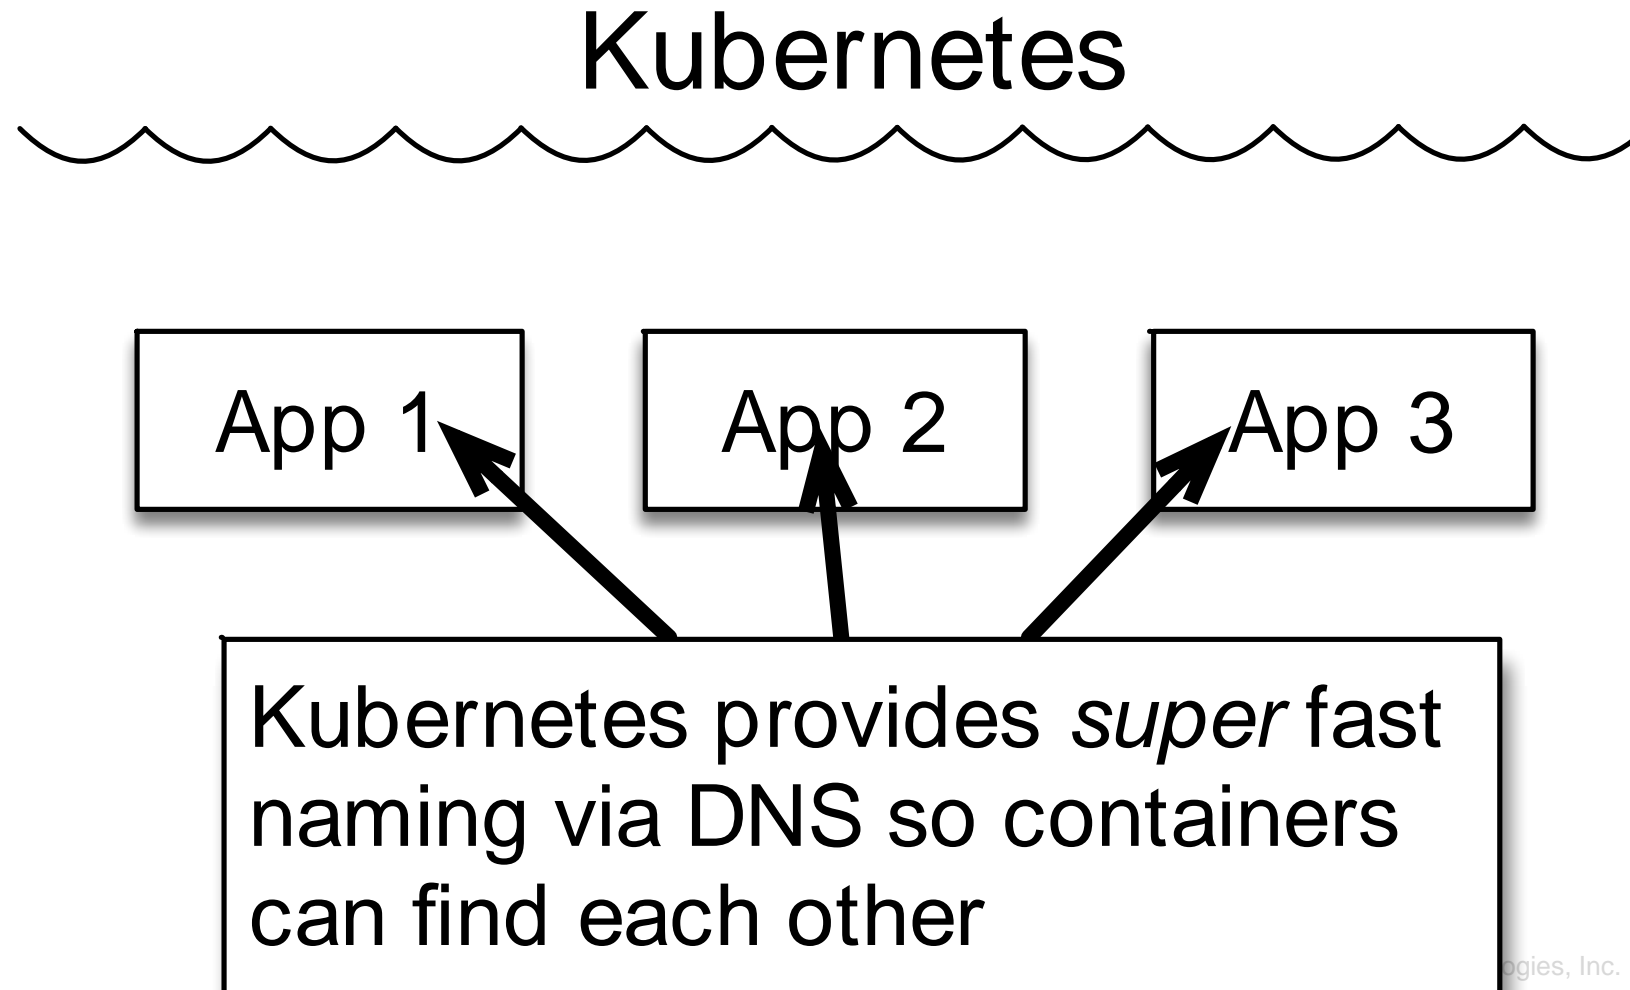 Kubernetes
App 1 App 2 App 3
Kubernetes provides super fast
naming via DNS so containers
can find each other
Inc.